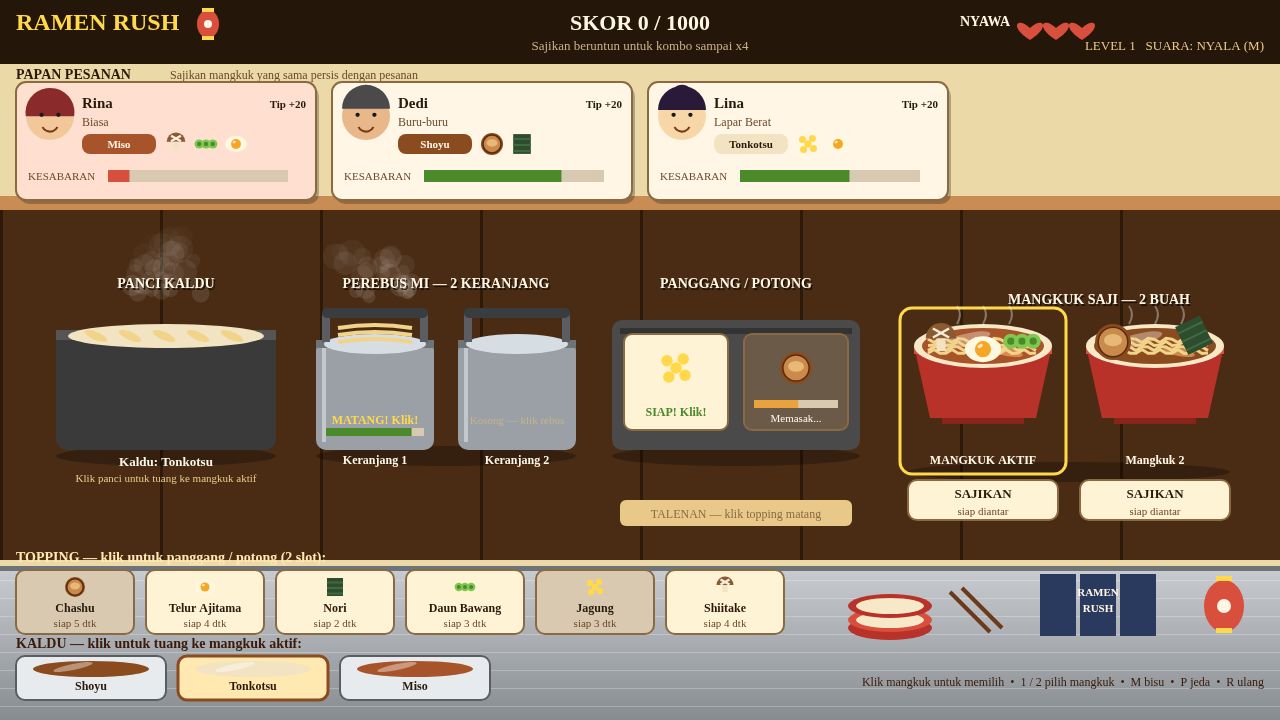 RAMEN RUSH
SKOR 0 / 1000
Sajikan beruntun untuk kombo sampai x4
NYAWA
LEVEL 1 SUARA: NYALA (M)
PAPAN PESANAN
Sajikan mangkuk yang sama persis dengan pesanan
Rina
Tip +20
Biasa
Miso
KESABARAN
Dedi
Tip +20
Buru-buru
Shoyu
KESABARAN
Lina
Tip +20
Lapar Berat
Tonkotsu
KESABARAN
PANCI KALDU
PEREBUS MI — 2 KERANJANG
PANGGANG / POTONG
MANGKUK SAJI — 2 BUAH
MATANG! Klik!
Kosong — klik rebus
SIAP! Klik!
Memasak...
Kaldu: Tonkotsu
Klik panci untuk tuang ke mangkuk aktif
Keranjang 1
Keranjang 2
MANGKUK AKTIF
Mangkuk 2
SAJIKAN
siap diantar
SAJIKAN
siap diantar
TALENAN — klik topping matang
TOPPING — klik untuk panggang / potong (2 slot):
Chashu
siap 5 dtk
Telur Ajitama
siap 4 dtk
Nori
siap 2 dtk
Daun Bawang
siap 3 dtk
Jagung
siap 3 dtk
Shiitake
siap 4 dtk
RAMEN
RUSH
KALDU — klik untuk tuang ke mangkuk aktif:
Shoyu
Tonkotsu
Miso
Klik mangkuk untuk memilih • 1 / 2 pilih mangkuk • M bisu • P jeda • R ulang